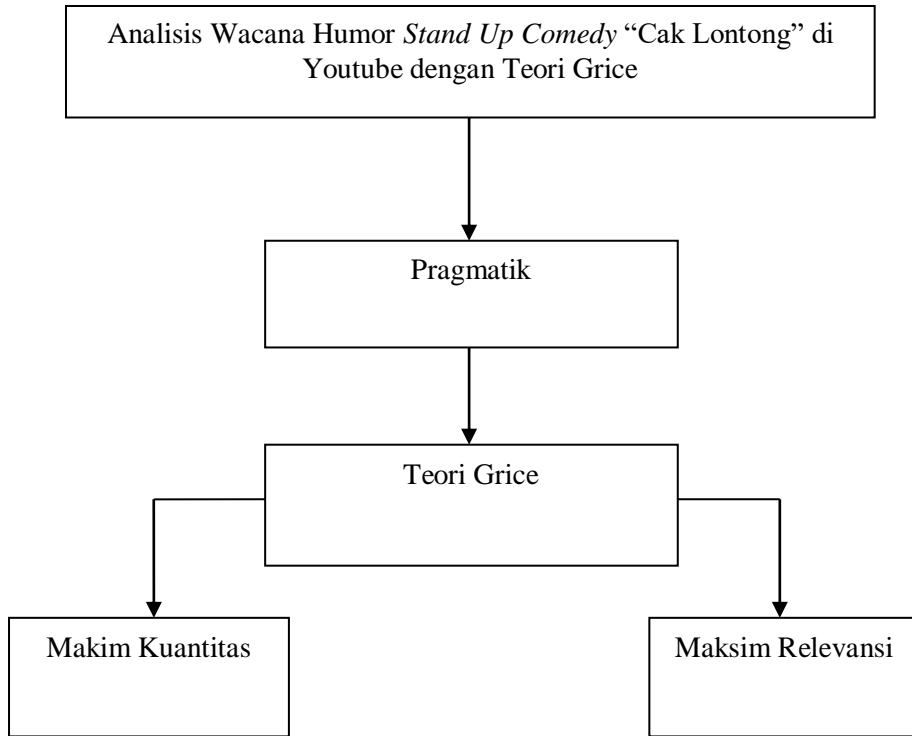 Analisis Wacana Humor Stand Up Comedy “Cak Lontong” di
Youtube dengan Teori Grice
Pragmatik
Teori Grice
Makim Kuantitas
Maksim Relevansi